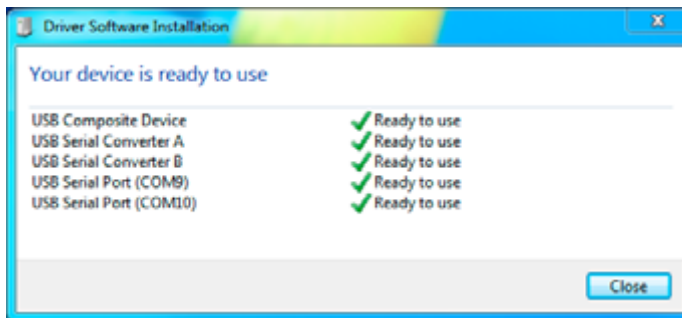 Driver Software Installation
Your device is ready to use
USB Composite Device Ready to use
USB Serial Converter A Ready to use
USB Serial Converter B Ready to use
USB Serial Port (COM9) Ready to use
USB Serial Port (COM10) Ready to use
Close